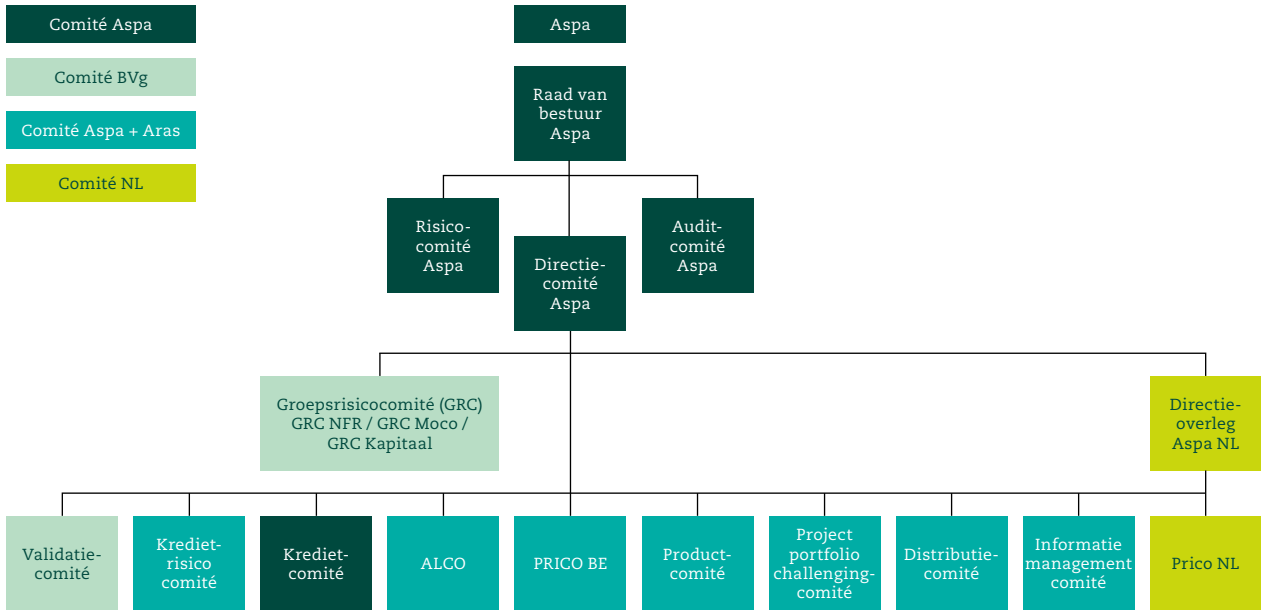 Comité Aspa
Comité BVg
Comité Aspa + Aras
Comité NL
Aspa
Raad van
bestuur
Aspa
Risico-
comité
Aspa
Directie-
comité
Aspa
Audit-
comité
Aspa
Groepsrisicocomité (GRC)
GRC NFR / GRC Moco /
GRC Kapitaal
Directie-
overleg
Aspa NL
Validatie-
comité
Krediet-
risico
comité
Krediet-
comité
ALCO
PRICO BE
Product-
comité
Project
portfolio
challenging-
comité
Distributie-
comité
Informatie
management
comité
Prico NL